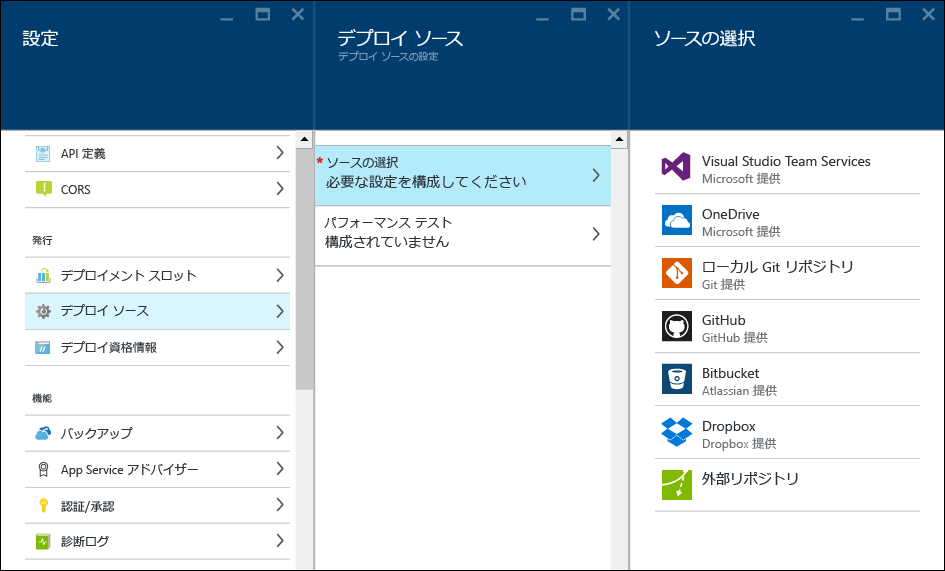 設定
API 定義
CORS
発行
デプロイメント スロット
デプロイ ソース
デプロイ資格情報
機能
バックアップ
App Service アドバイザー
認証/承認
診断ログ
デプロイ ソース
デプロイ ソースの設定
* ソースの選択
必要な設定を構成してください
パフォーマンス テスト
構成されていません
ソースの選択
Visual Studio Team Services
Microsoft 提供
OneDrive
Microsoft 提供
ローカル Git リポジトリ
Git 提供
GitHub
GitHub 提供
Bitbucket
Atlassian 提供
Dropbox
Dropbox 提供
外部リポジトリ